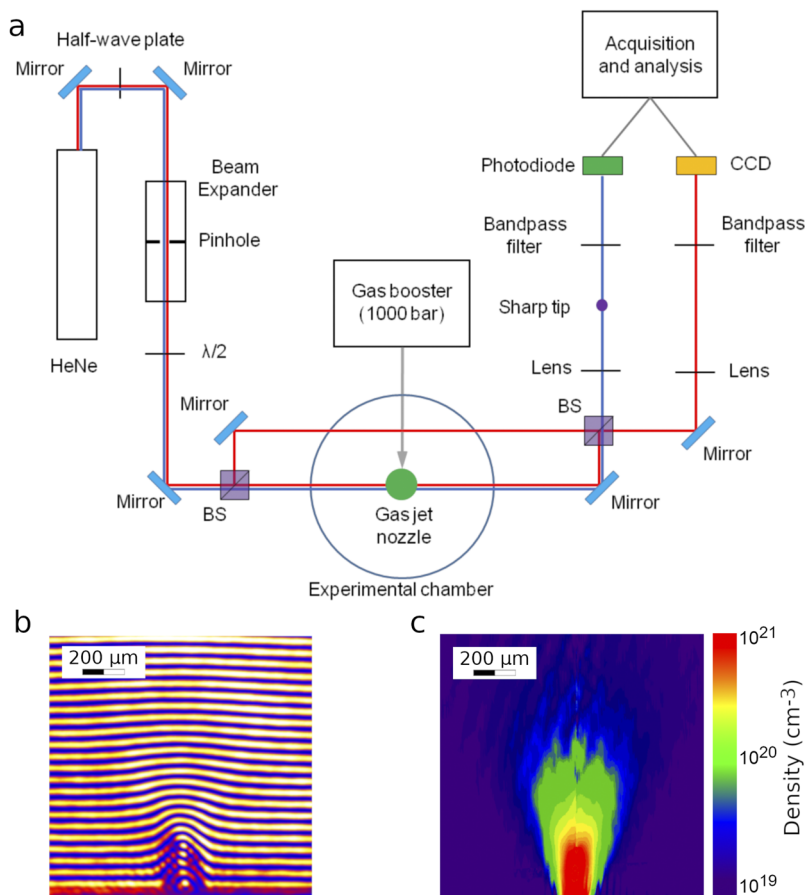 a
Half-wave plate
Mirror
Mirror
Acquisition
and analysis
Beam
Expander
Photodiode
CCD
Pinhole
Bandpass
filter
Bandpass
filter
Gas booster
(1000 bar)
Sharp tip
HeNe
λ/2
Lens
Lens
Mirror
BS
Mirror
Mirror
BS
Gas jet
nozzle
Mirror
Experimental chamber
b
200 μm
c
200 μm
10²¹
10²⁰
10¹⁹
Density (cm⁻³)